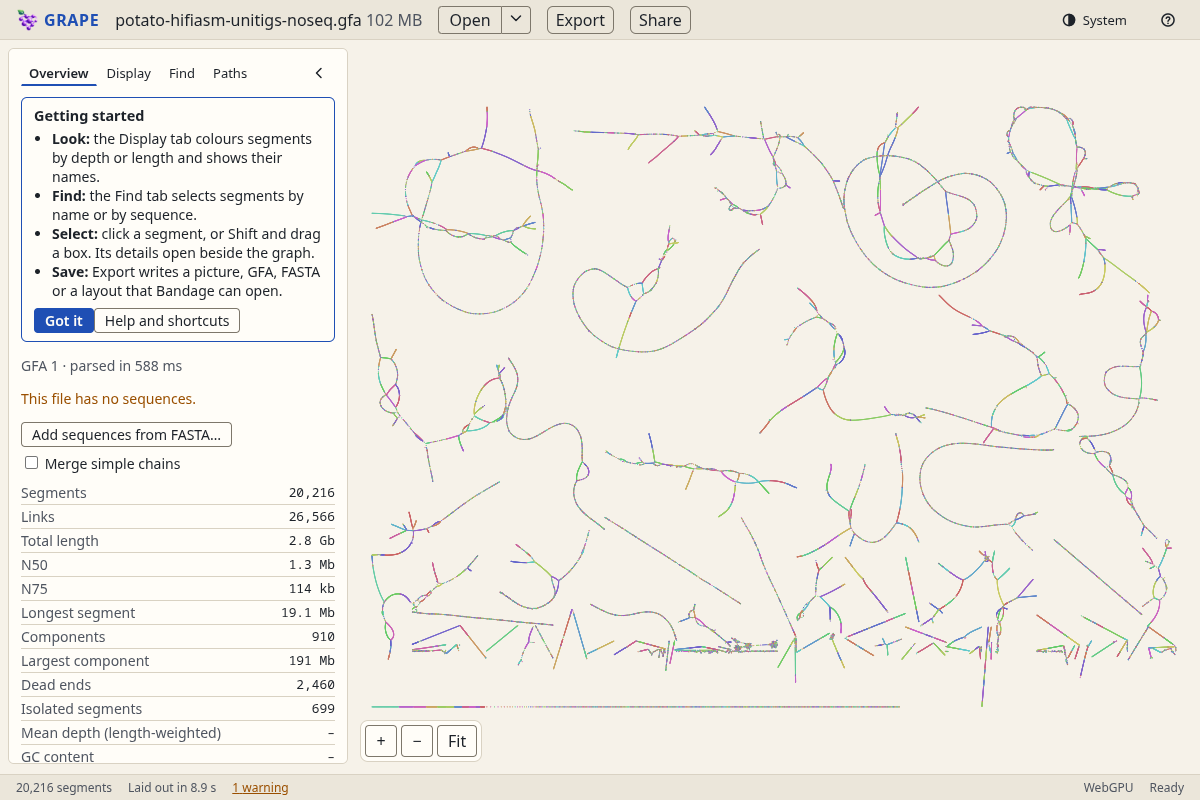 GRAPE potato-hifiasm-unitigs-noseq.gfa 102 MB Open Export Share System
Overview Display Find Paths
Getting started
• Look: the Display tab colours segments
by depth or length and shows their
names.
• Find: the Find tab selects segments by
name or by sequence.
• Select: click a segment, or Shift and drag
a box. Its details open beside the graph.
• Save: Export writes a picture, GFA, FASTA
or a layout that Bandage can open.
Got it Help and shortcuts
GFA 1 · parsed in 588 ms
This file has no sequences.
Add sequences from FASTA...
Merge simple chains
Segments 20,216
Links 26,566
Total length 2.8 Gb
N50 1.3 Mb
N75 114 kb
Longest segment 19.1 Mb
Components 910
Largest component 191 Mb
Dead ends 2,460
Isolated segments 699
Mean depth (length-weighted) –
GC content –
+ − Fit
20,216 segments Laid out in 8.9 s 1 warning WebGPU Ready